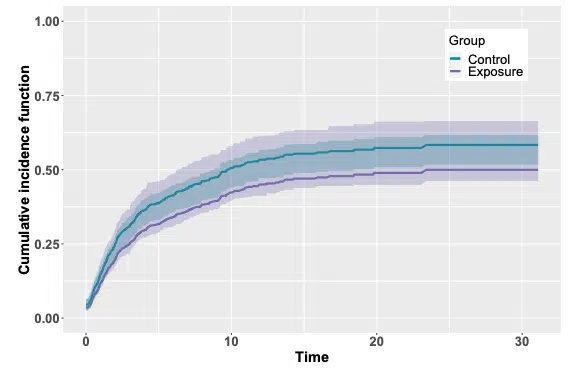 1.00
0.75
0.50
0.25
0.00
Cumulative incidence function
Group
Control
Exposure
0 10 20 30
Time